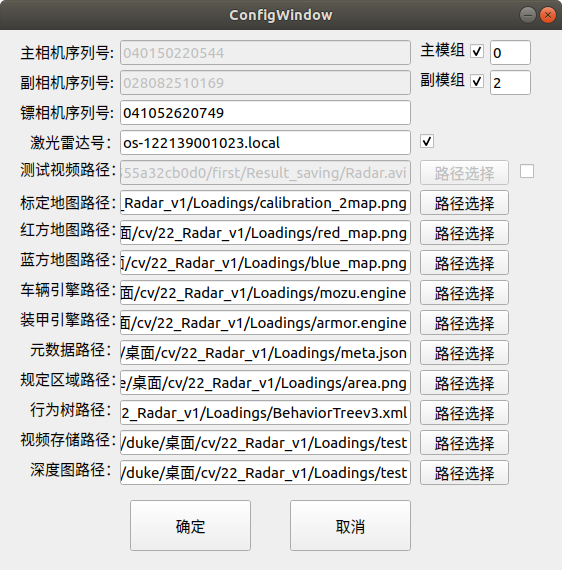 ConfigWindow
主相机序列号: 040150220544 主模组 0
副相机序列号: 028082510169 副模组 2
镖相机序列号: 041052620749
激光雷达号: os-122139001023.local
测试视频路径: 55a32cb0d0/first/Result_saving/Radar.avi 路径选择
标定地图路径: _Radar_v1/Loadings/calibration_2map.png 路径选择
红方地图路径: 面/cv/22_Radar_v1/Loadings/red_map.png 路径选择
蓝方地图路径: /cv/22_Radar_v1/Loadings/blue_map.png 路径选择
车辆引擎路径: 面/cv/22_Radar_v1/Loadings/mozu.engine 路径选择
装甲引擎路径: /cv/22_Radar_v1/Loadings/armor.engine 路径选择
元数据路径: /桌面/cv/22_Radar_v1/Loadings/meta.json 路径选择
规定区域路径: e/桌面/cv/22_Radar_v1/Loadings/area.png 路径选择
行为树路径: 2_Radar_v1/Loadings/BehaviorTreev3.xml 路径选择
视频存储路径: /duke/桌面/cv/22_Radar_v1/Loadings/test 路径选择
深度图路径: /duke/桌面/cv/22_Radar_v1/Loadings/test 路径选择
确定 取消